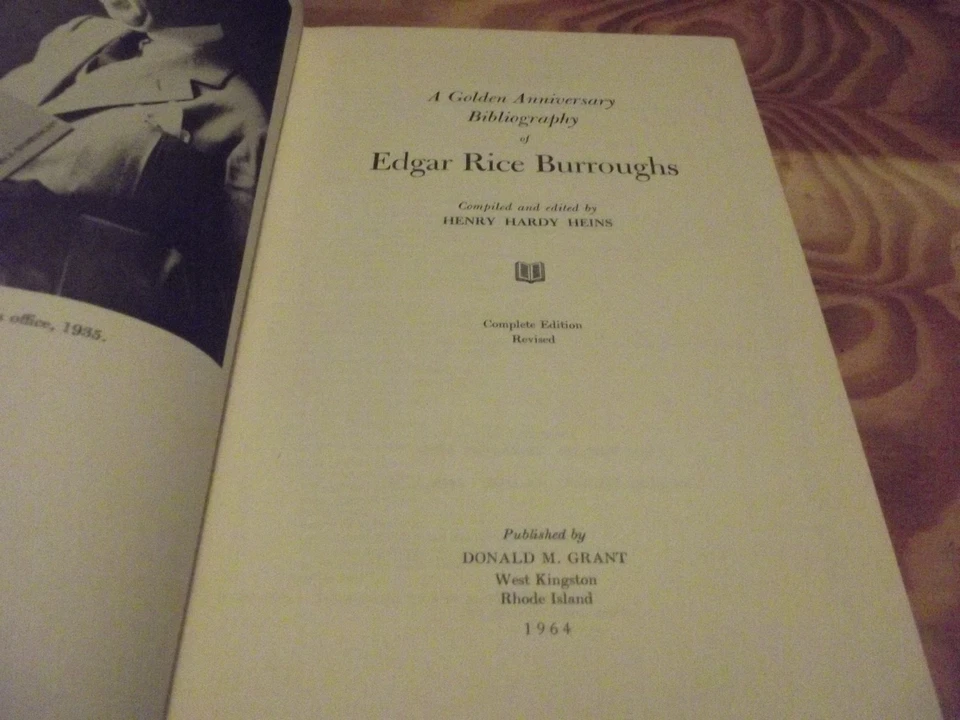 office, 1935.
A Golden Anniversary
Bibliography
of
Edgar Rice Burroughs
Compiled and edited by
HENRY HARDY HEINS
Complete Edition
Revised
Published by
DONALD M. GRANT
West Kingston
Rhode Island
1964